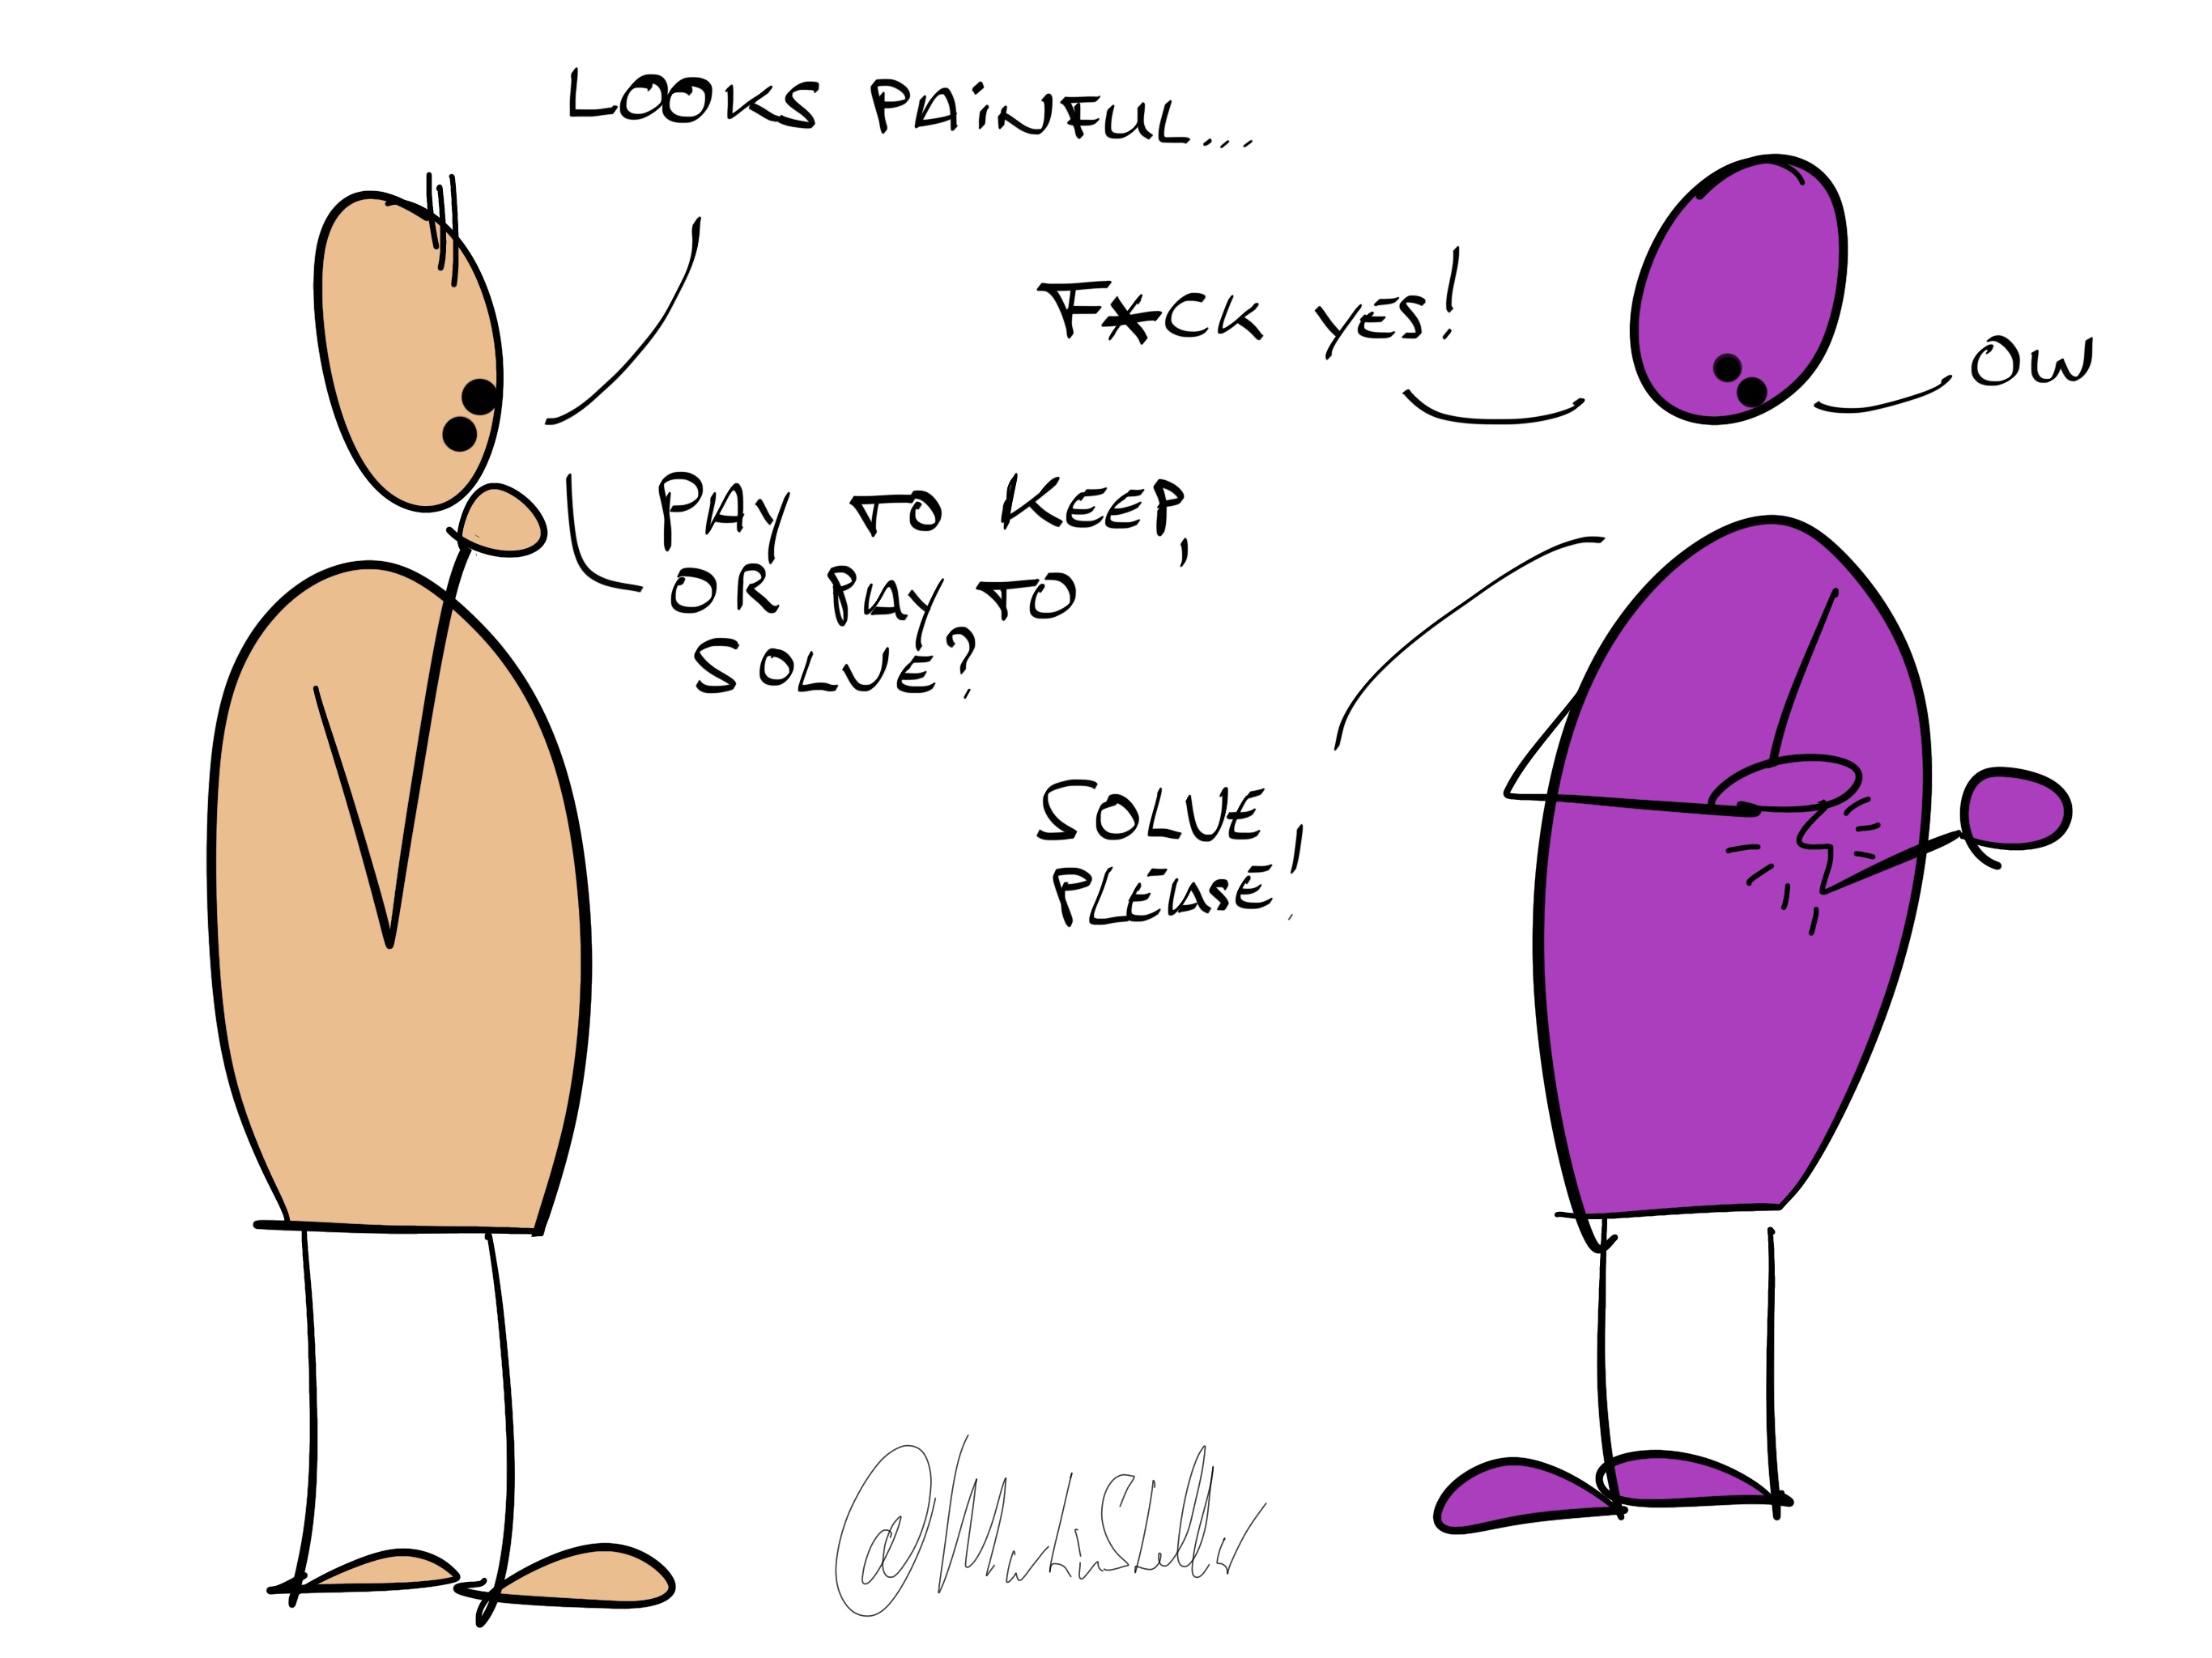 LOOKS PAINFUL...
F*CK YES!
OW
PAY TO KEEP,
OR PAY TO
SOLVE?
SOLVE
PLEASE!
@MartinStellar